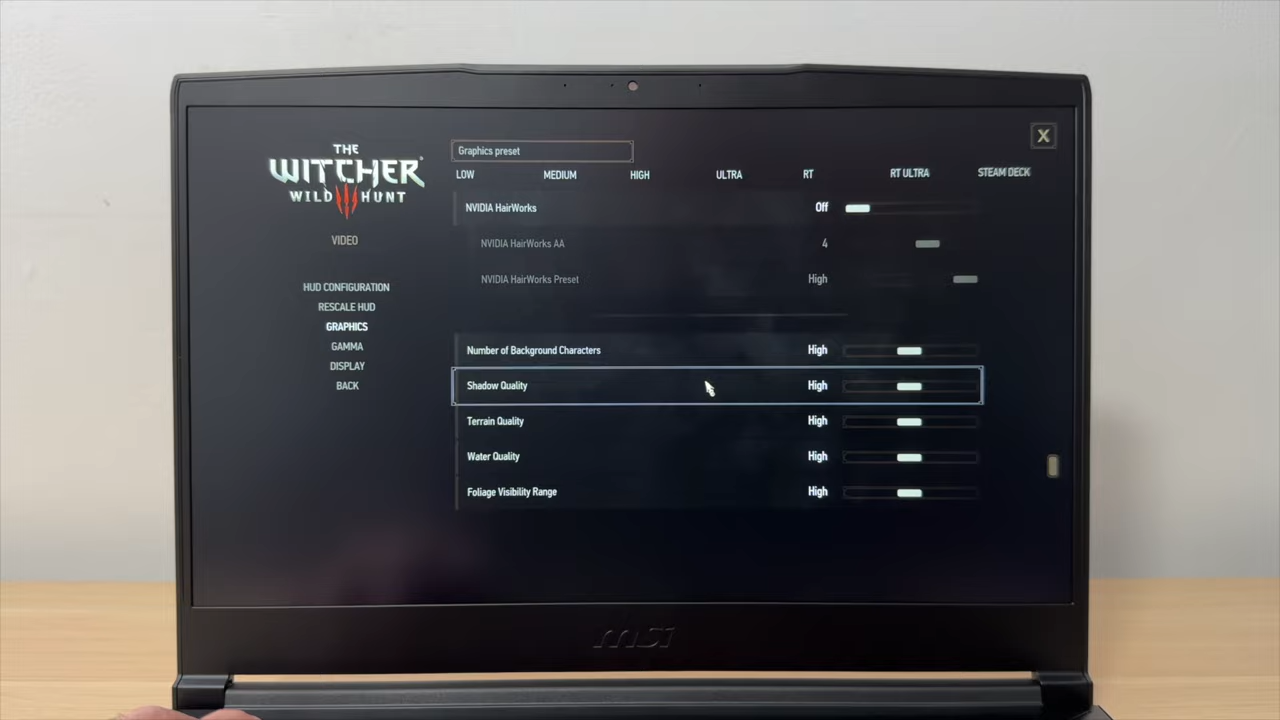 THE
WITCHER
WILD HUNT
VIDEO
HUD CONFIGURATION
RESCALE HUD
GRAPHICS
GAMMA
DISPLAY
BACK
Graphics preset
X
LOW MEDIUM HIGH ULTRA RT RT ULTRA STEAM DECK
NVIDIA HairWorks Off
NVIDIA HairWorks AA 4
NVIDIA HairWorks Preset High
Number of Background Characters High
Shadow Quality High
Terrain Quality High
Water Quality High
Foliage Visibility Range High
msi